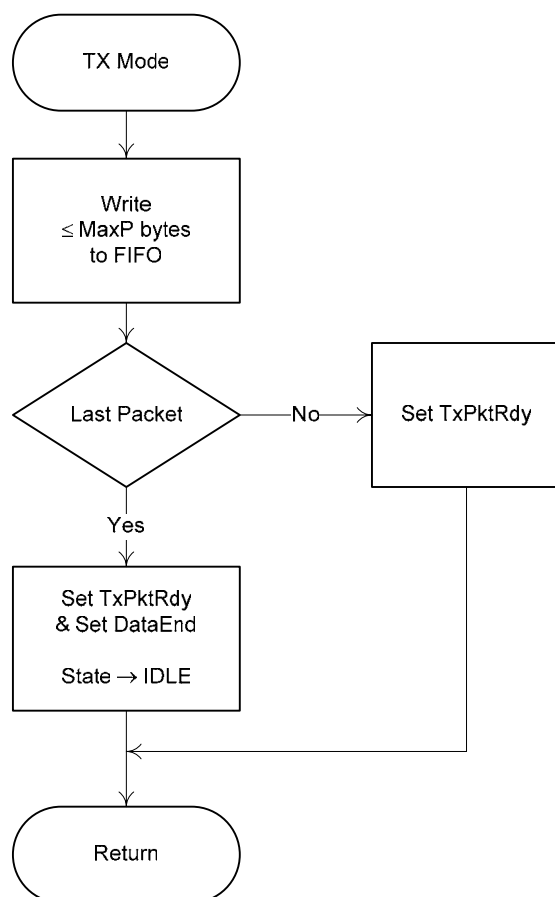 TX Mode
Write
≤ MaxP bytes
to FIFO
Last Packet
No
Set TxPktRdy
Yes
Set TxPktRdy
& Set DataEnd
State → IDLE
Return